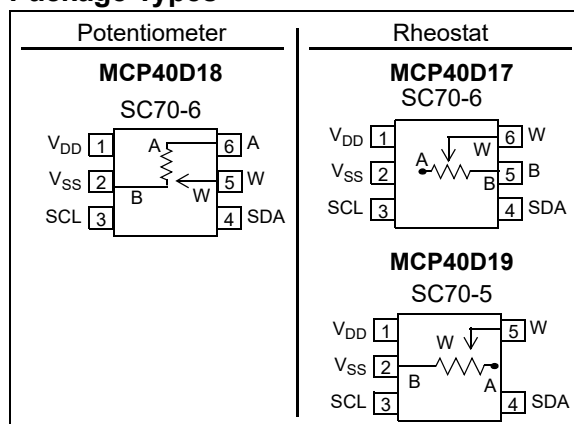 Package Types
Potentiometer
MCP40D18
SC70-6
VDD 1 A 6 A
VSS 2 B W 5 W
SCL 3 4 SDA
Rheostat
MCP40D17
SC70-6
VDD 1 W 6 W
VSS 2 A B 5 B
SCL 3 4 SDA
MCP40D19
SC70-5
VDD 1 W 5 W
VSS 2 B A
SCL 3 4 SDA